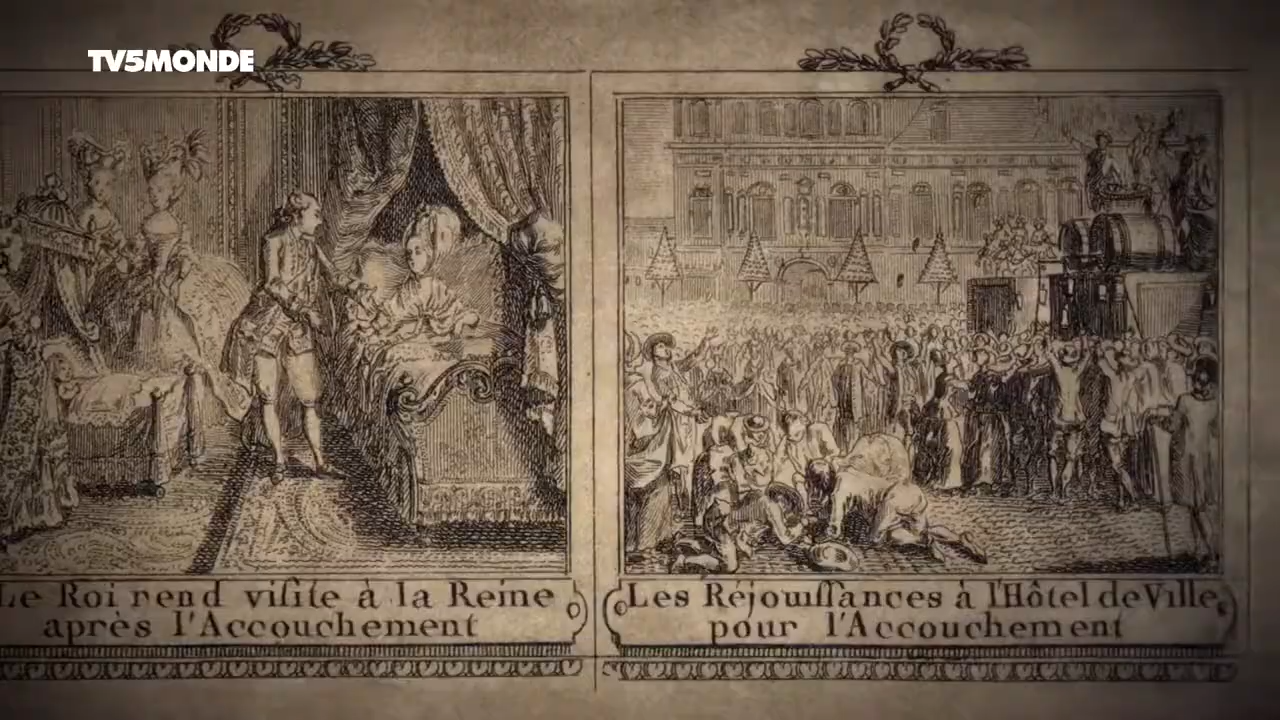 TV5MONDE
Le Roi rend viſite à la Reine
après l'Accouchement
Les Réjouiſſances à l'Hôtel de Ville
pour l'Accouchement